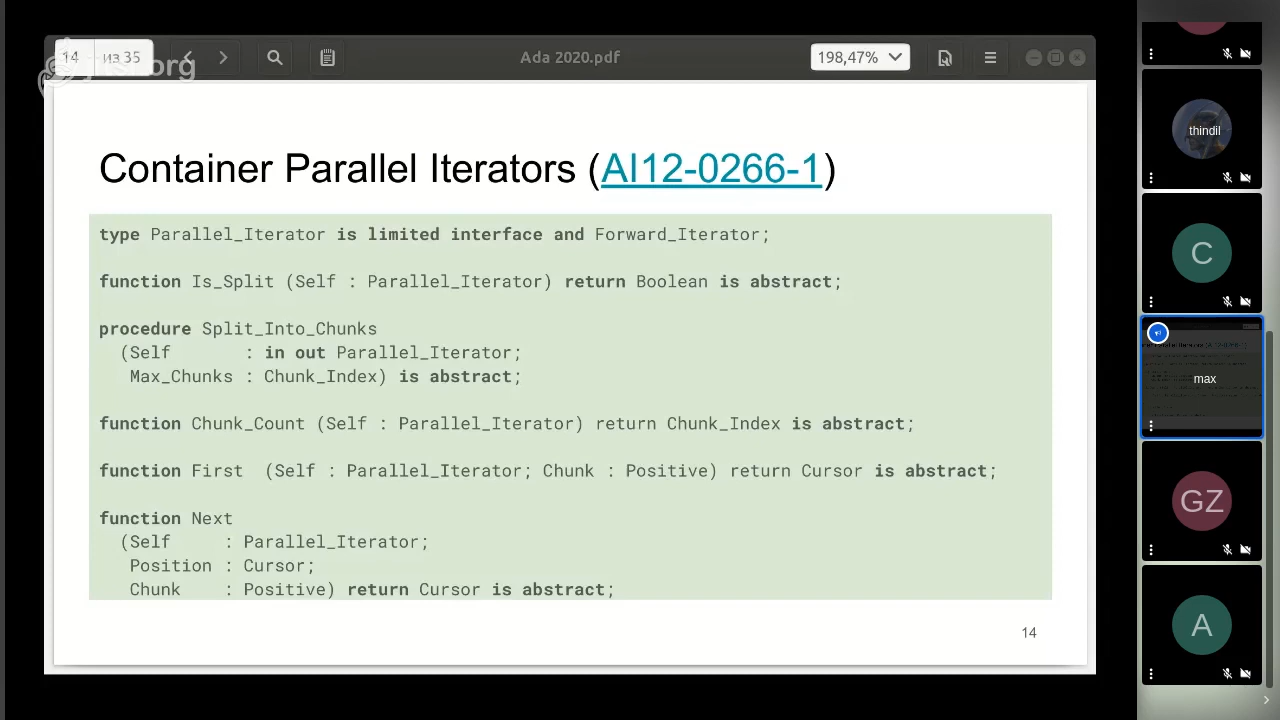 14 из 35
Ada 2020.pdf
198,47%
Container Parallel Iterators (AI12-0266-1)
type Parallel_Iterator is limited interface and Forward_Iterator;
function Is_Split (Self : Parallel_Iterator) return Boolean is abstract;
procedure Split_Into_Chunks
(Self : in out Parallel_Iterator;
Max_Chunks : Chunk_Index) is abstract;
function Chunk_Count (Self : Parallel_Iterator) return Chunk_Index is abstract;
function First (Self : Parallel_Iterator; Chunk : Positive) return Cursor is abstract;
function Next
(Self : Parallel_Iterator;
Position : Cursor;
Chunk : Positive) return Cursor is abstract;
14
thindil
C
max
GZ
A